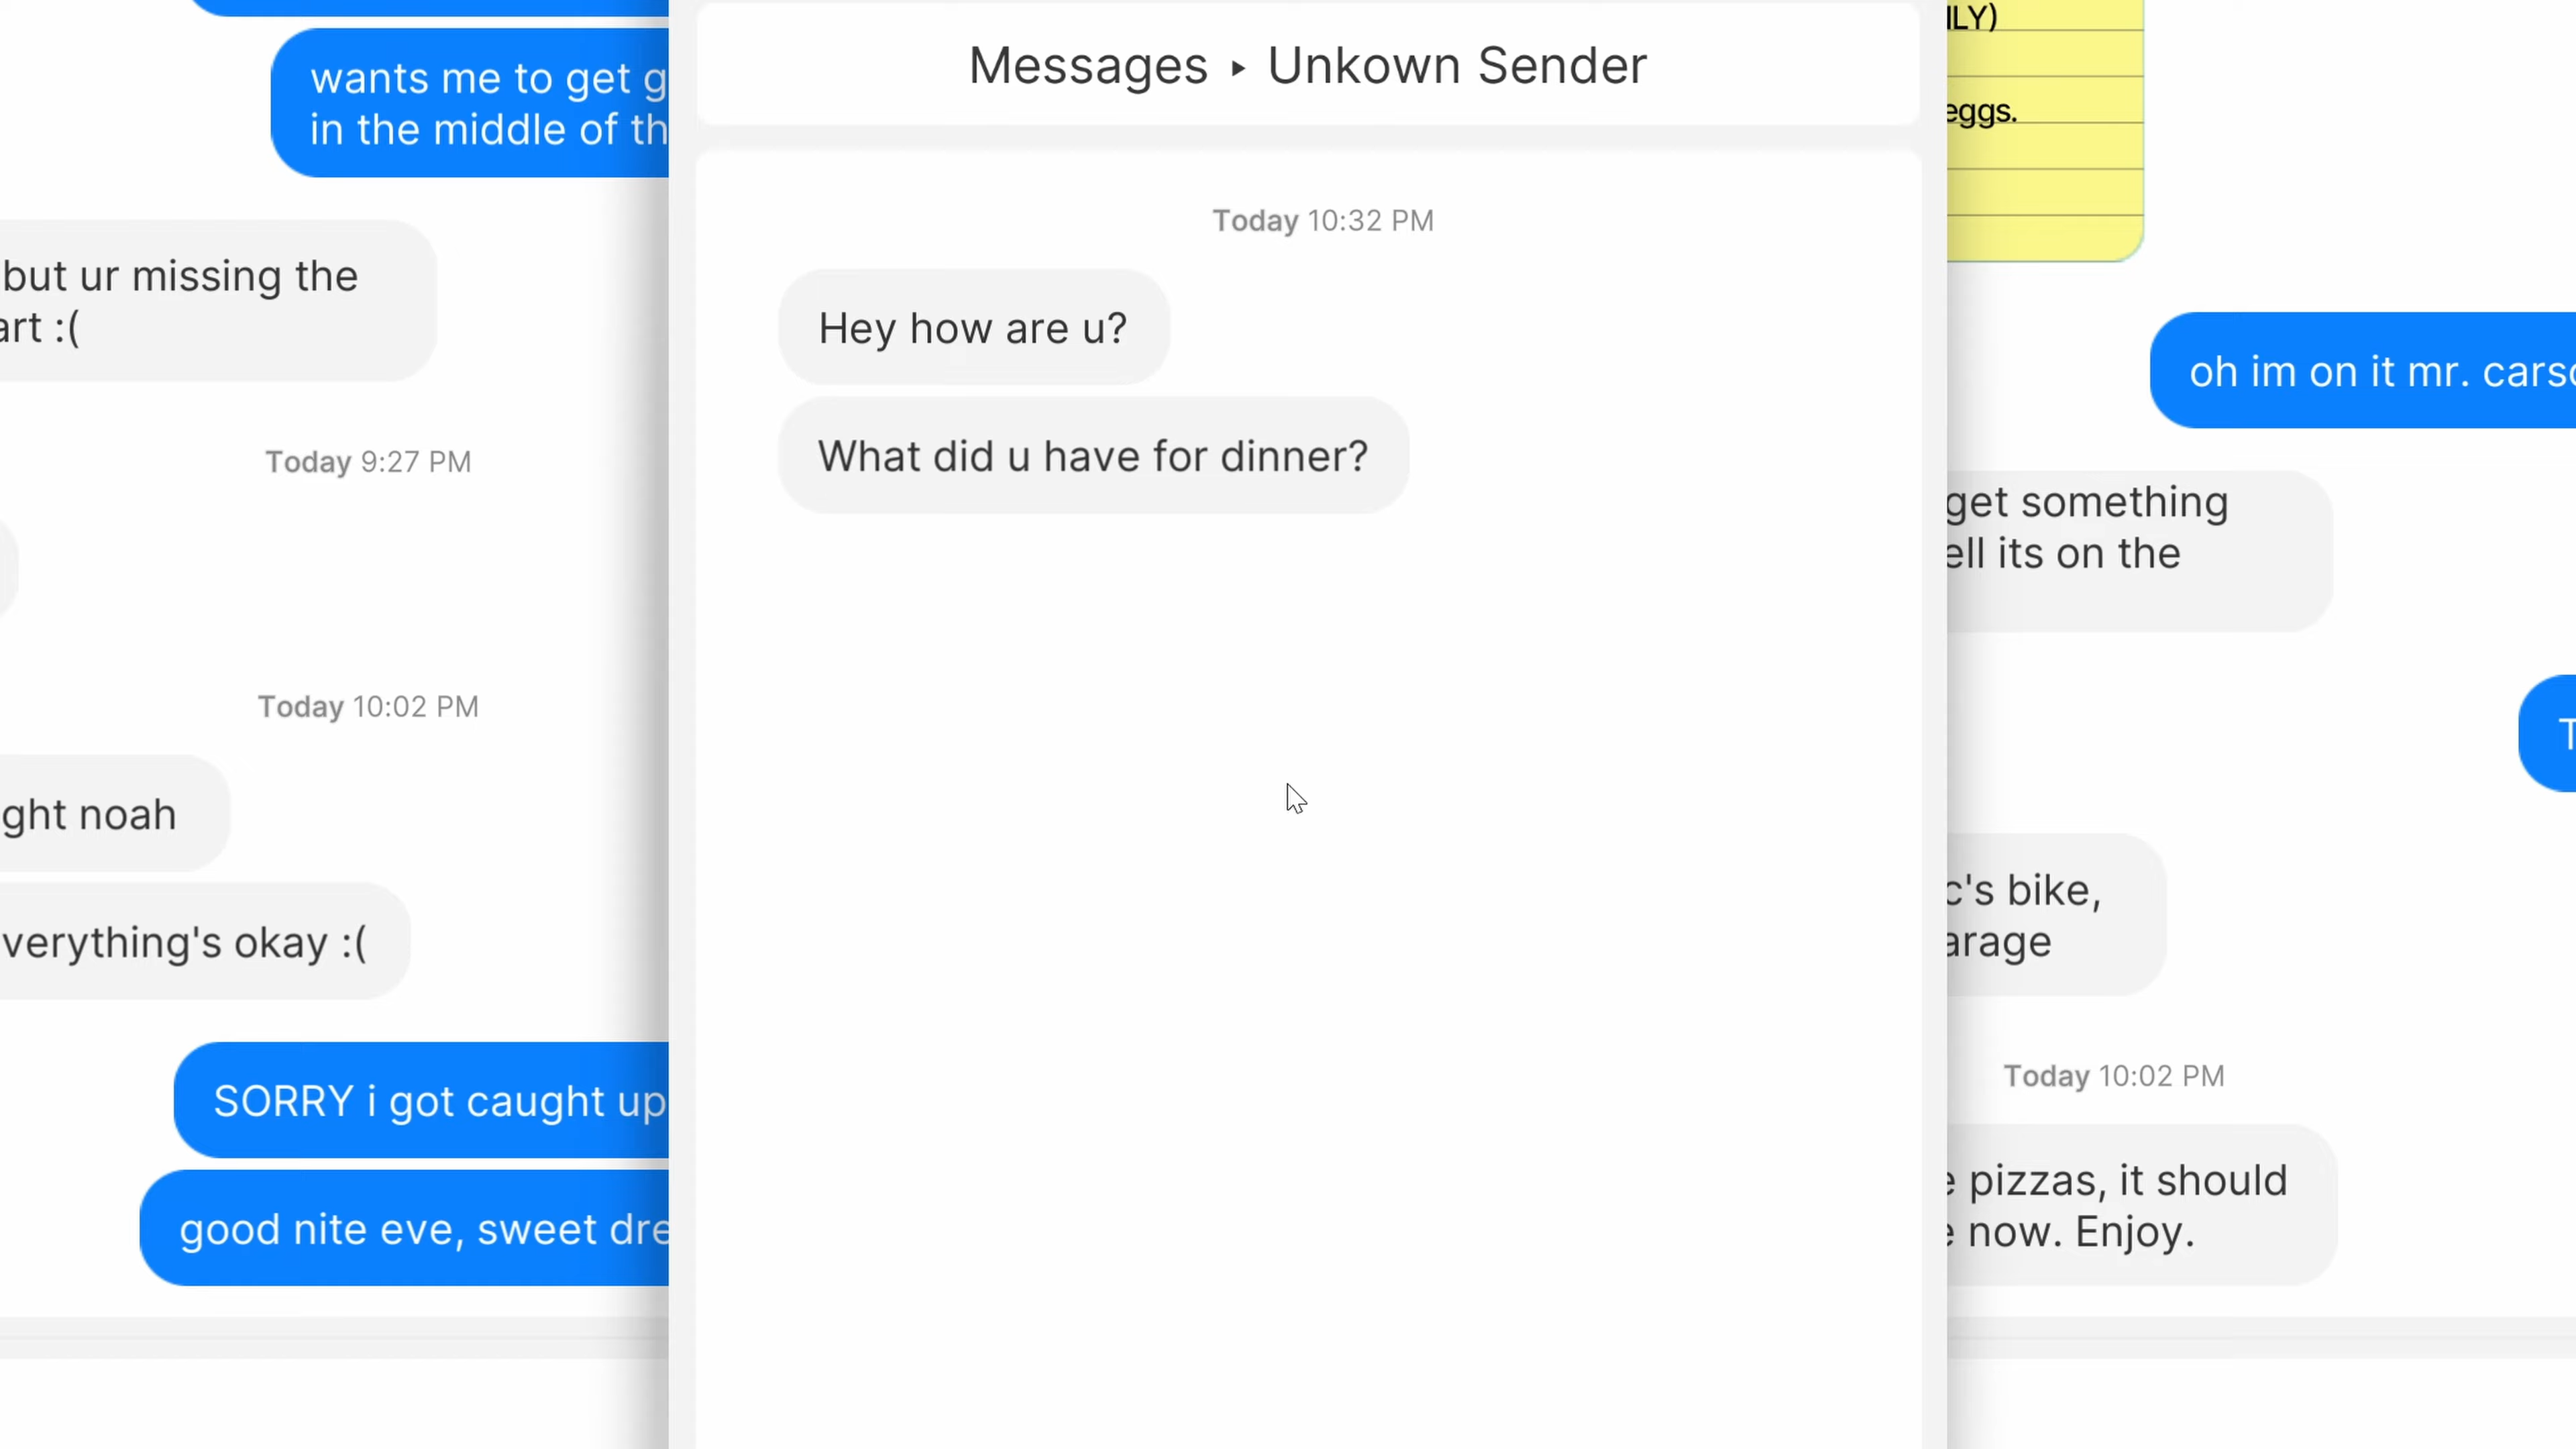 wants me to get g
in the middle of th
but ur missing the
art :(
Today 9:27 PM
Today 10:02 PM
ght noah
verything's okay :(
SORRY i got caught up
good nite eve, sweet dre
Messages ▸ Unkown Sender
Today 10:32 PM
Hey how are u?
What did u have for dinner?
ILY)
eggs.
oh im on it mr. carso
get something
ell its on the
T
c's bike,
arage
Today 10:02 PM
e pizzas, it should
e now. Enjoy.